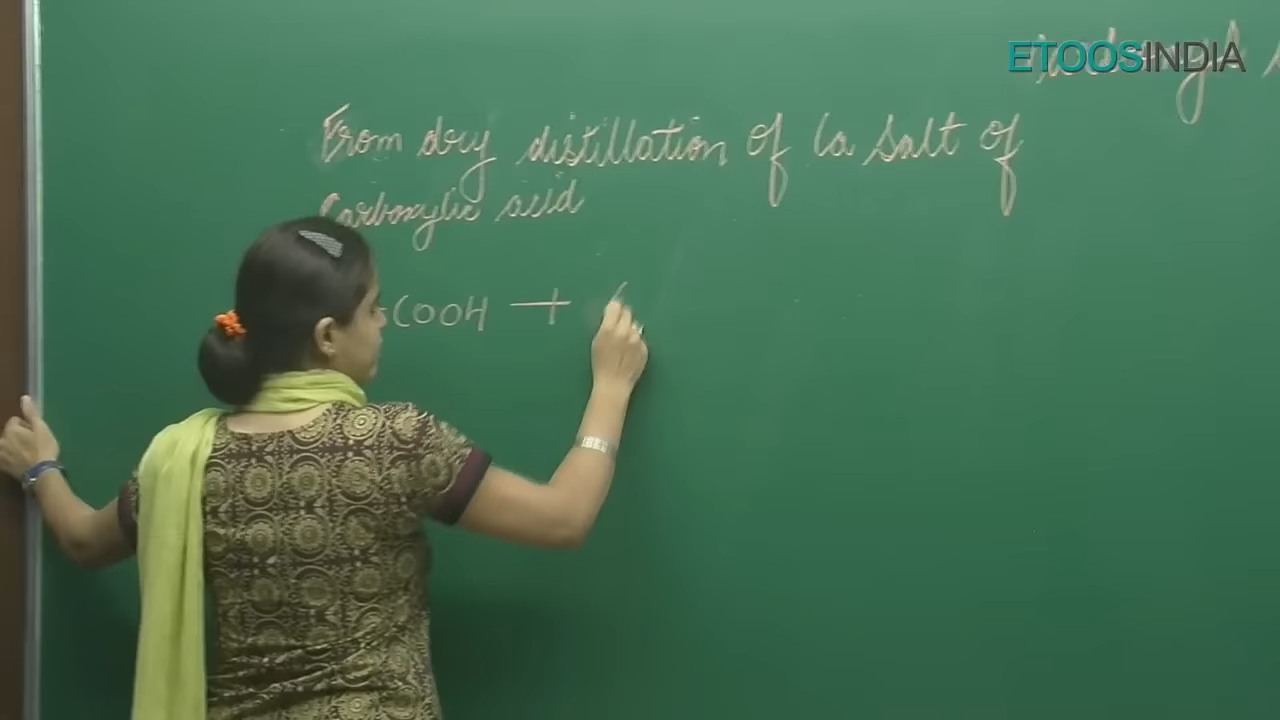 ETOOSINDIA
From dry distillation of Ca Salt of
Carboxylic acid
-COOH +